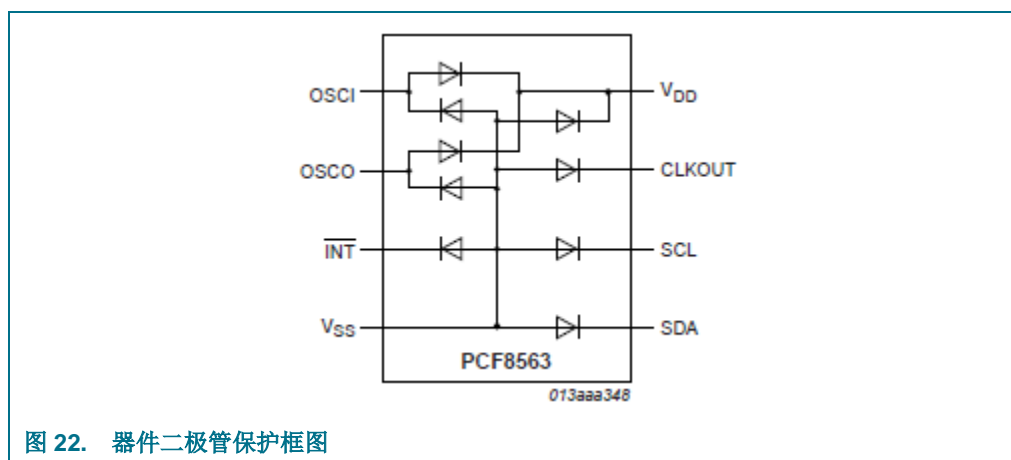 OSCI
V_DD
OSCO
CLKOUT
INT
SCL
V_SS
SDA
PCF8563
013aaa348
图 22. 器件二极管保护框图